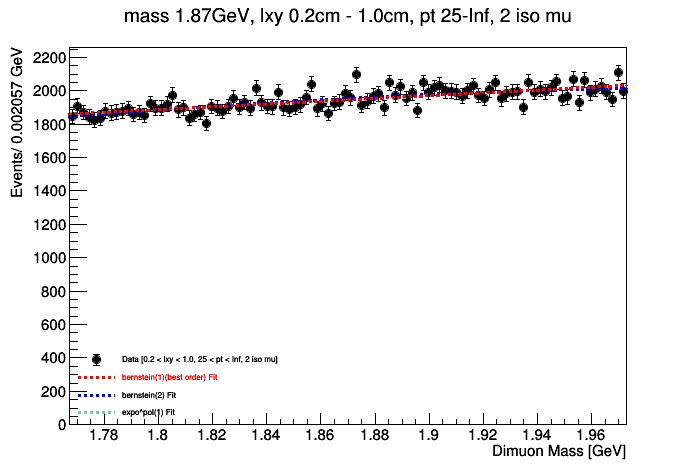 mass 1.87GeV, lxy 0.2cm - 1.0cm, pt 25-Inf, 2 iso mu
Events/ 0.002057 GeV
2200
2000
1800
1600
1400
1200
1000
800
600
400
200
0
Data [0.2 < lxy < 1.0, 25 < pt < Inf, 2 iso mu]
bernstein(1)(best order) Fit
bernstein(2) Fit
expo*pol(1) Fit
1.78 1.8 1.82 1.84 1.86 1.88 1.9 1.92 1.94 1.96
Dimuon Mass [GeV]